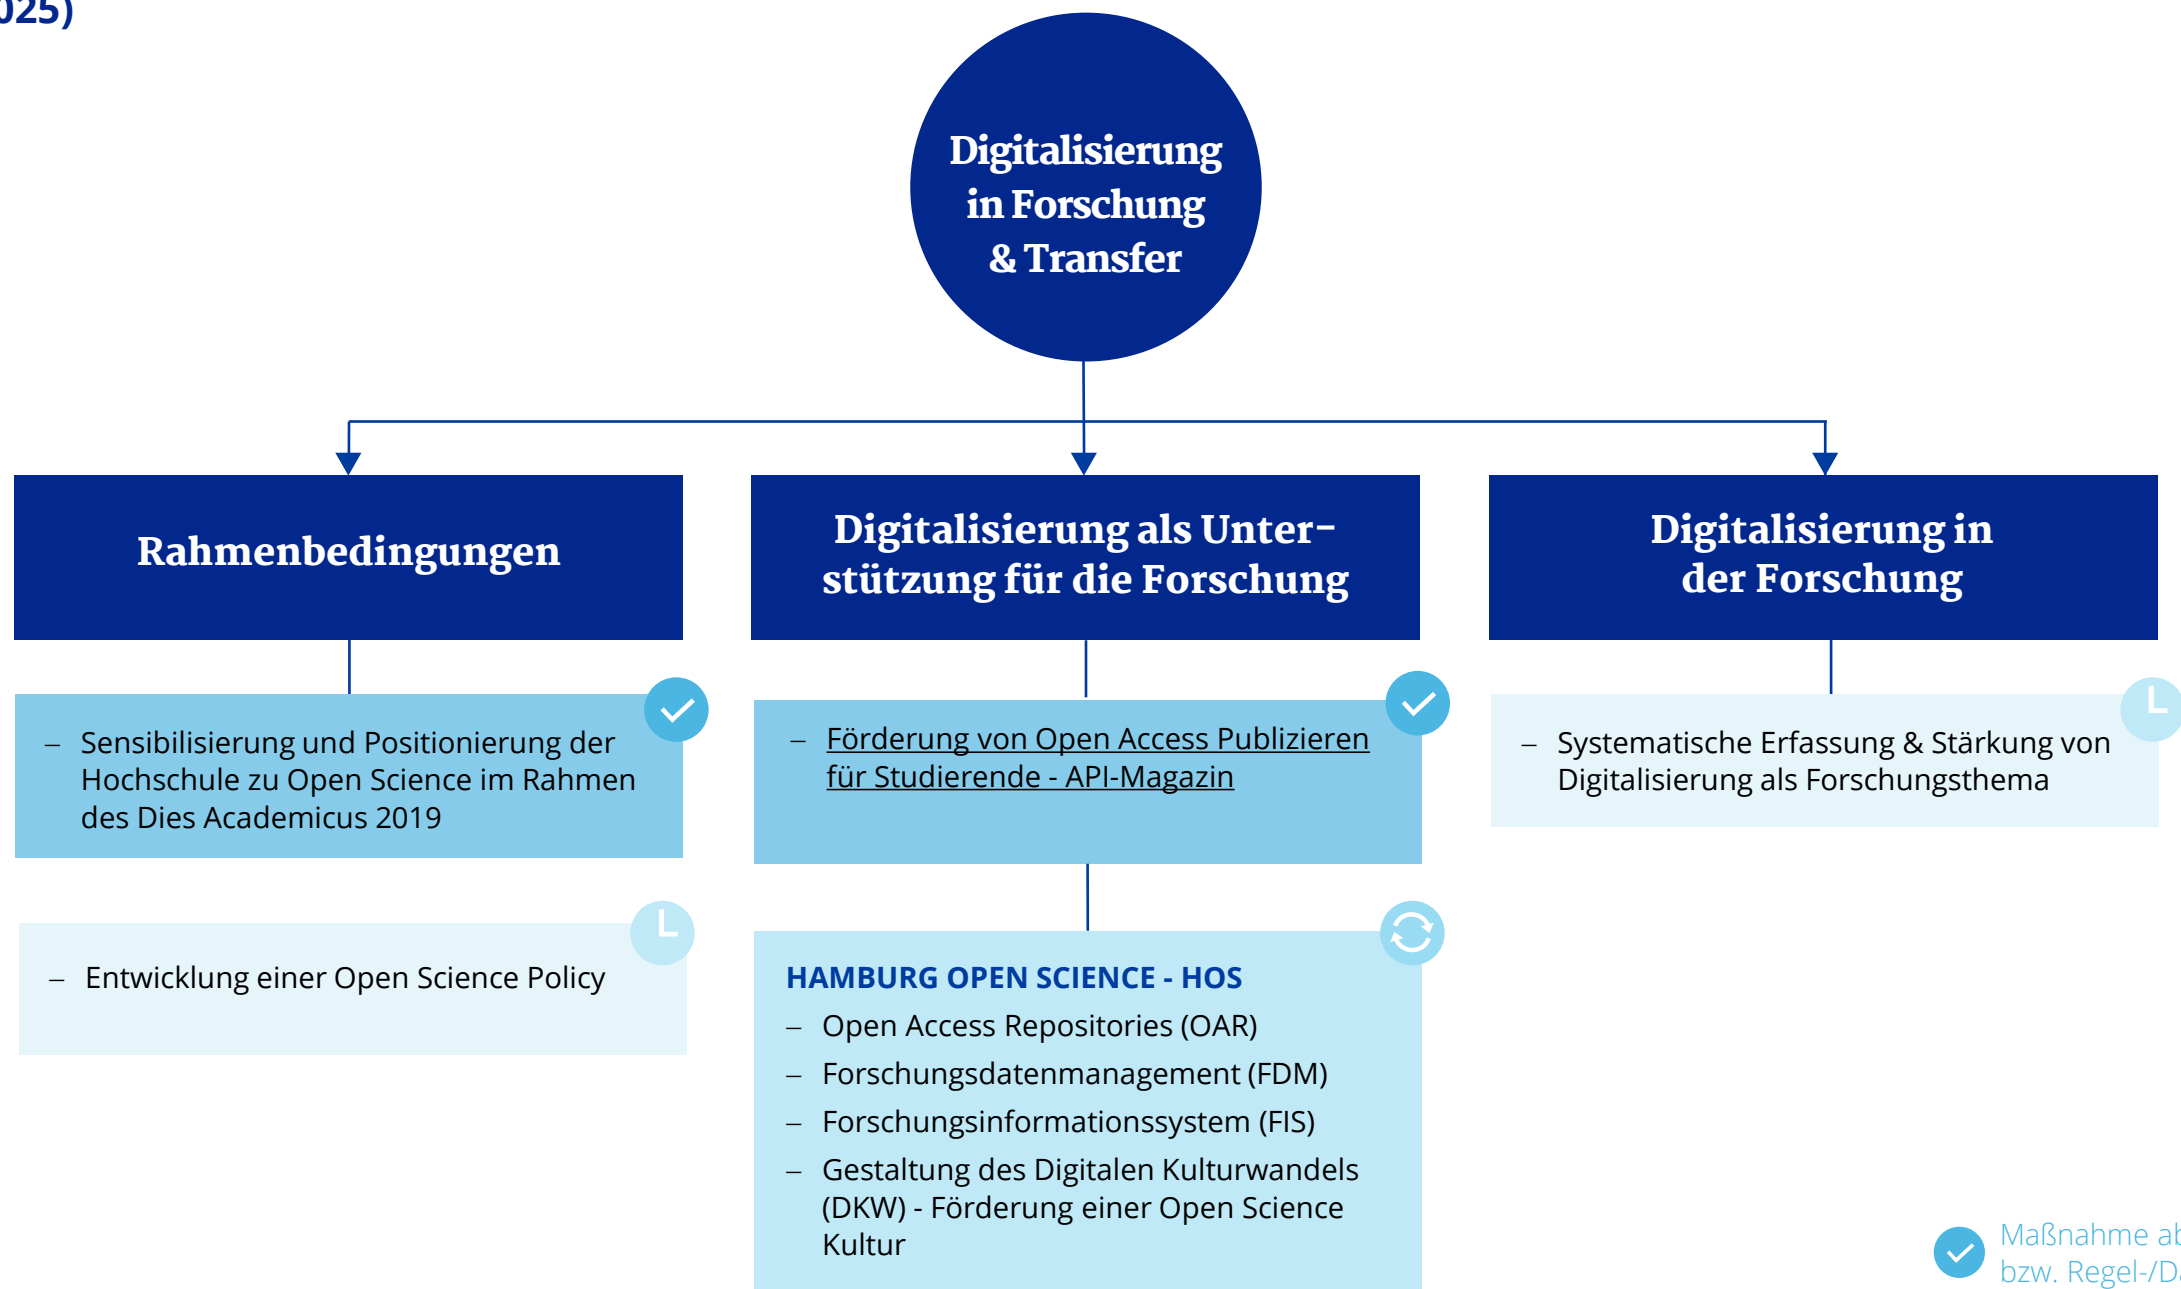 025)
Digitalisierung
in Forschung
& Transfer
Rahmenbedingungen
Digitalisierung als Unter-
stützung für die Forschung
Digitalisierung in
der Forschung
– Sensibilisierung und Positionierung der
Hochschule zu Open Science im Rahmen
des Dies Academicus 2019
– Entwicklung einer Open Science Policy
– Förderung von Open Access Publizieren
für Studierende - API-Magazin
HAMBURG OPEN SCIENCE - HOS
– Open Access Repositories (OAR)
– Forschungsdatenmanagement (FDM)
– Forschungsinformationssystem (FIS)
– Gestaltung des Digitalen Kulturwandels
(DKW) - Förderung einer Open Science
Kultur
– Systematische Erfassung & Stärkung von
Digitalisierung als Forschungsthema
Maßnahme ab
bzw. Regel-/Da